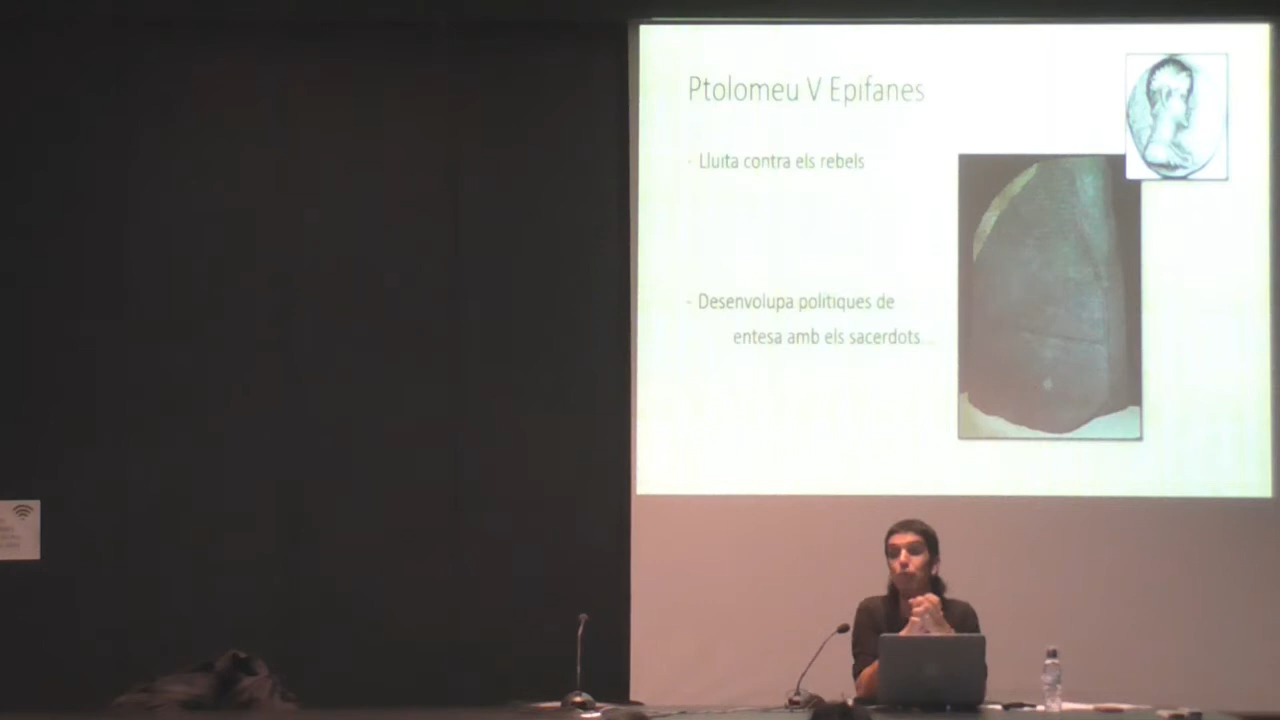 Ptolomeu V Epifanes
- Lluita contra els rebels
- Desenvolupa polítiques de
entesa amb els sacerdots